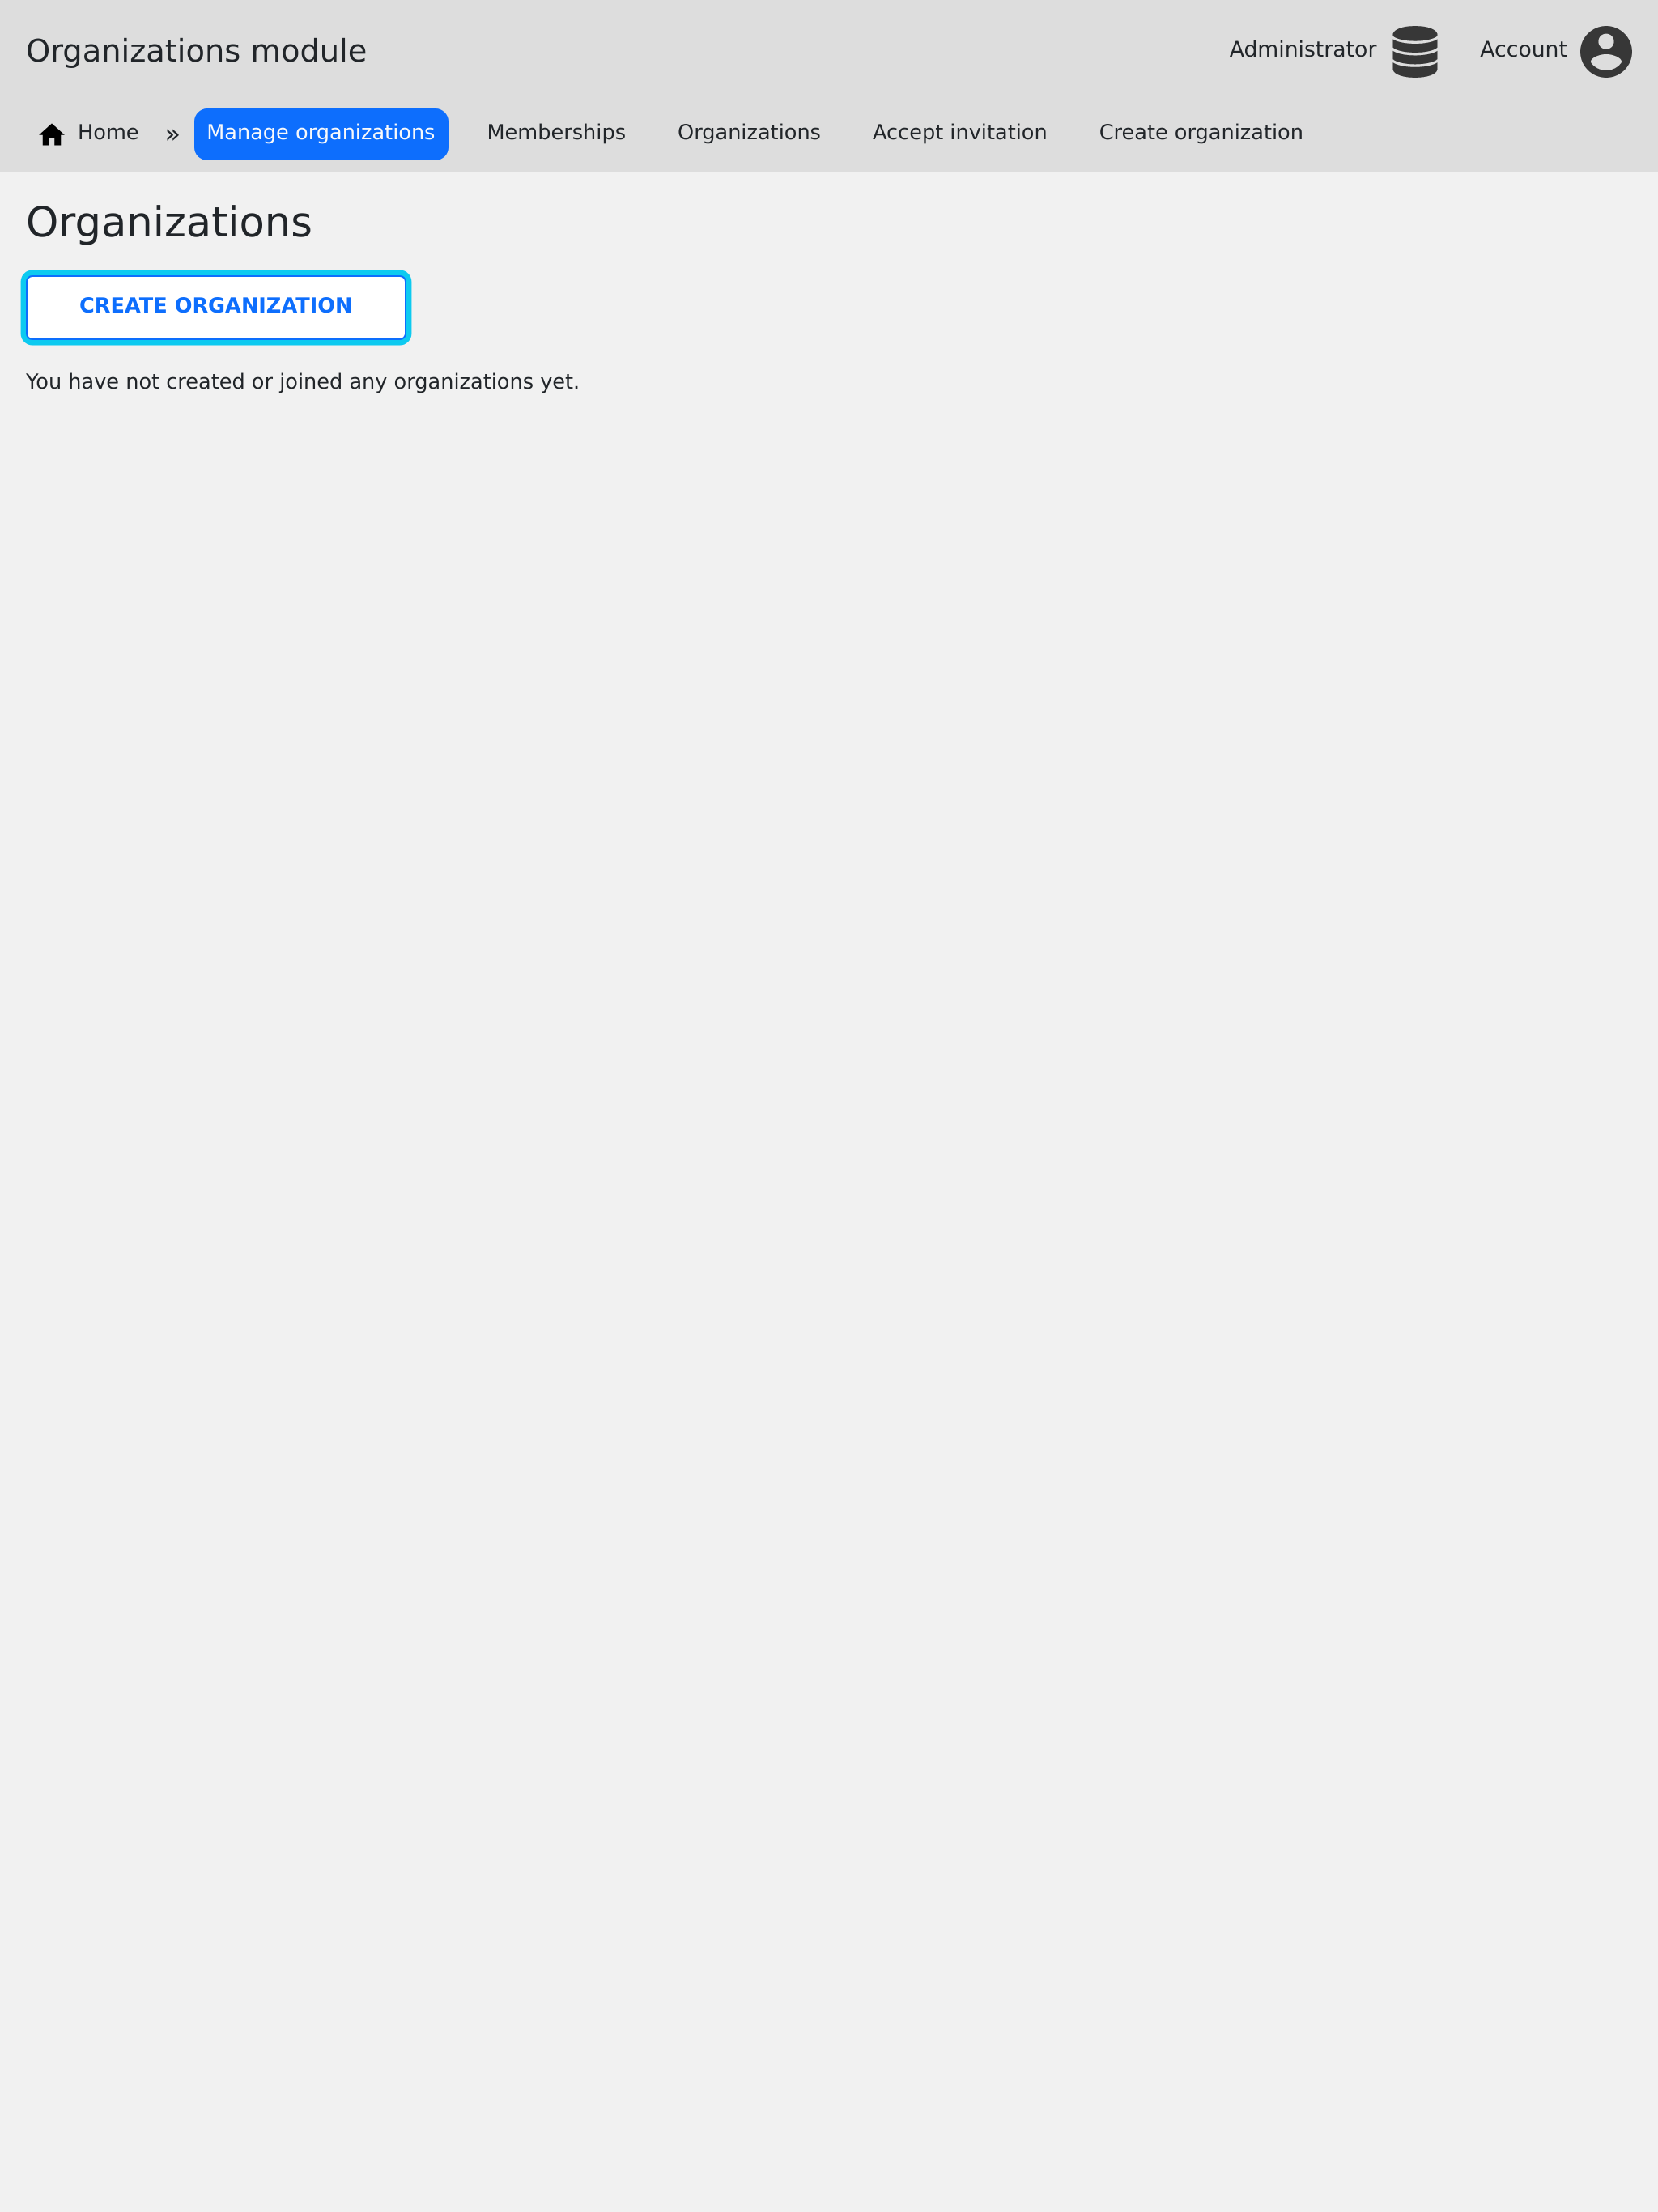 Organizations module
Administrator
Account
Home » Manage organizations Memberships Organizations Accept invitation Create organization
Organizations
CREATE ORGANIZATION
You have not created or joined any organizations yet.